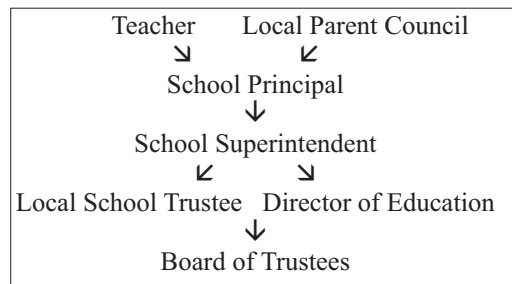 Teacher Local Parent Council
School Principal
School Superintendent
Local School Trustee Director of Education
Board of Trustees